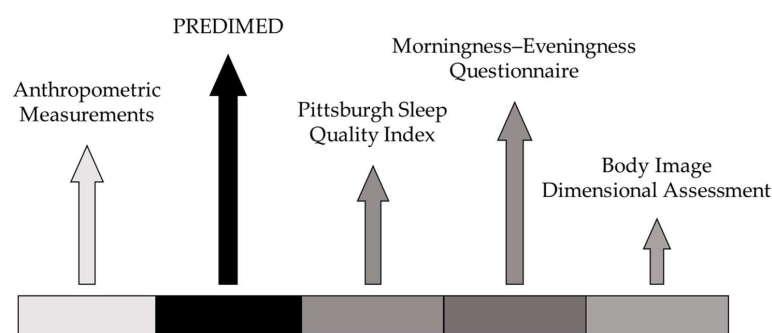 Anthropometric
Measurements
PREDIMED
Pittsburgh Sleep
Quality Index
Morningness–Eveningness
Questionnaire
Body Image
Dimensional Assessment